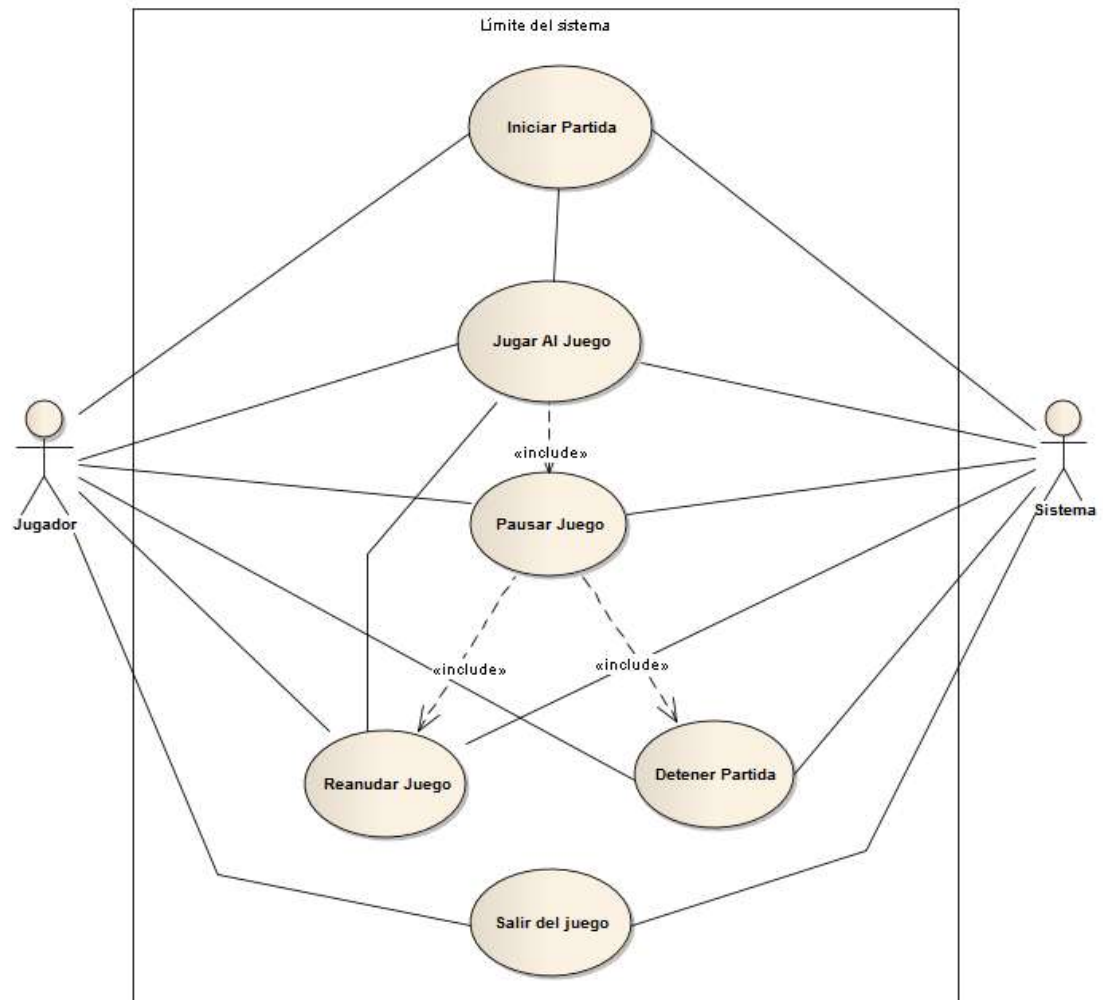 Límite del sistema
Iniciar Partida
Jugar Al Juego
«include»
Pausar Juego
Jugador
Sistema
«include»
«include»
Reanudar Juego
Detener Partida
Salir del juego